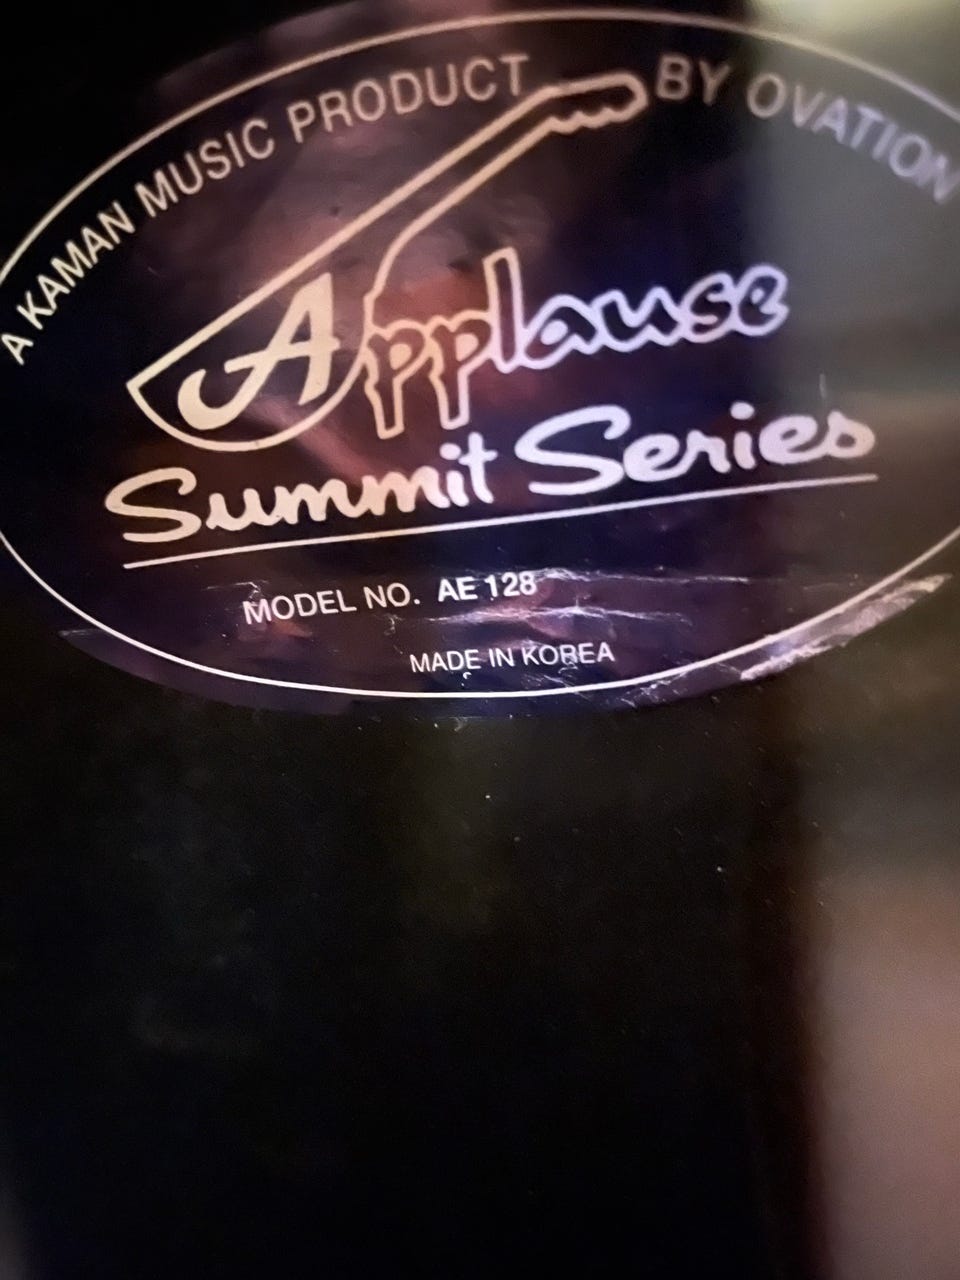 A KAMAN MUSIC PRODUCT BY OVATION
Applause
Summit Series
MODEL NO. AE 128
MADE IN KOREA